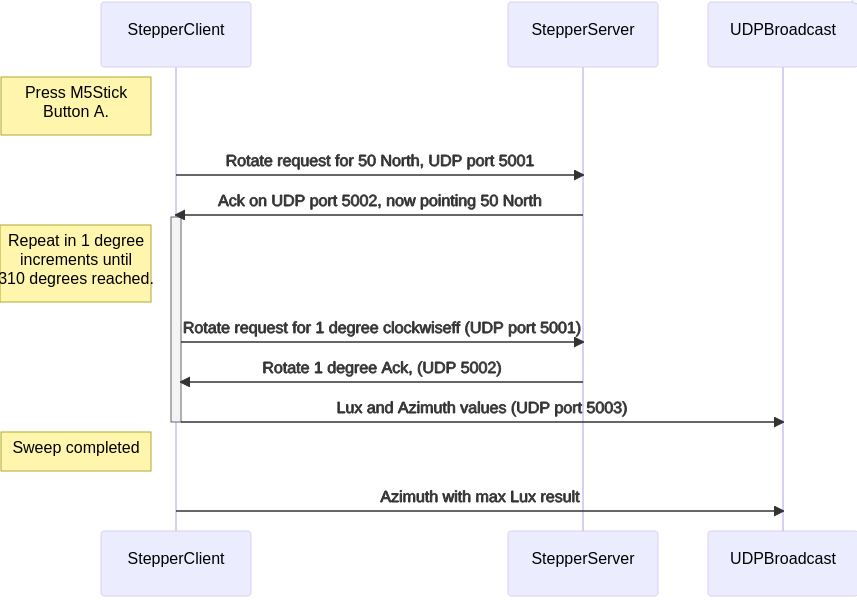 StepperClient
StepperServer
UDPBroadcast
Press M5Stick
Button A.
Rotate request for 50 North, UDP port 5001
Ack on UDP port 5002, now pointing 50 North
Repeat in 1 degree
increments until
310 degrees reached.
Rotate request for 1 degree clockwiseff (UDP port 5001)
Rotate 1 degree Ack, (UDP 5002)
Lux and Azimuth values (UDP port 5003)
Sweep completed
Azimuth with max Lux result
StepperClient
StepperServer
UDPBroadcast